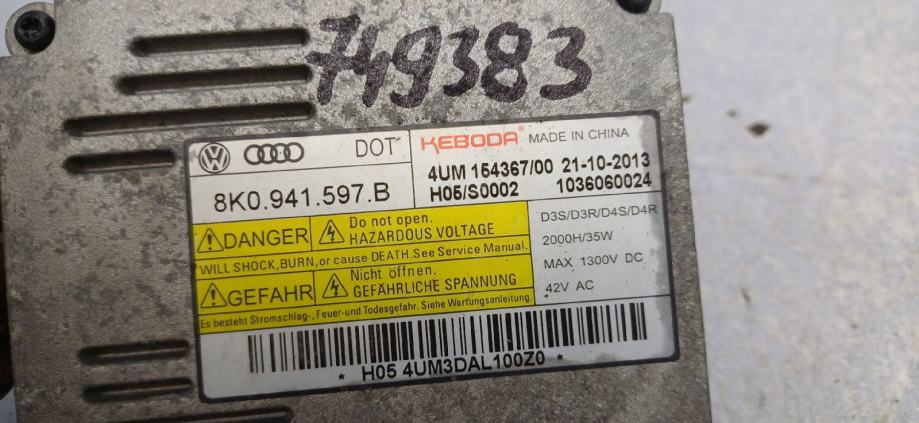 749383
DOT
KEBODA MADE IN CHINA
8K0.941.597.B
4UM 154367/00 21-10-2013
H05/S0002 1036060024
DANGER
Do not open.
HAZARDOUS VOLTAGE
WILL SHOCK,BURN,or cause DEATH.See Service Manual.
GEFAHR
Nicht öffnen.
GEFÄHRLICHE SPANNUNG
Es besteht Stromschlag-, Feuer-und Todesgefahr. Siehe Wartungsanleitung.
D3S/D3R/D4S/D4R
2000H/35W
MAX 1300V DC
42V AC
* H05 4UM3DAL100Z0 *